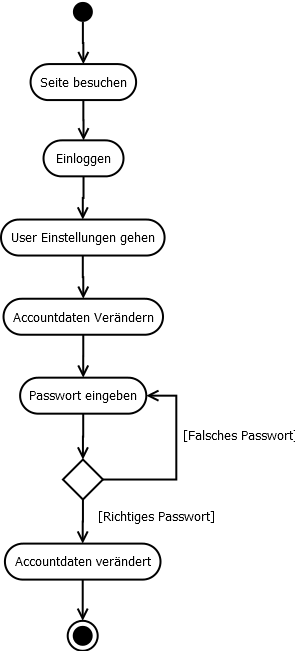 Seite besuchen
Einloggen
User Einstellungen gehen
Accountdaten Verändern
Passwort eingeben
[Falsches Passwort]
[Richtiges Passwort]
Accountdaten verändert